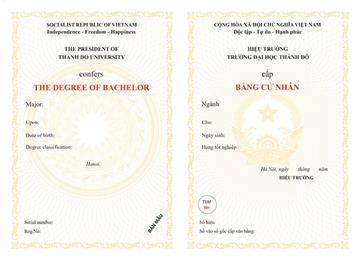 SOCIALIST REPUBLIC OF VIETNAM
Independence - Freedom - Happiness
THE PRESIDENT OF
THANH DO UNIVERSITY
confers
THE DEGREE OF BACHELOR
Major:
Upon:
Date of birth:
Degree classification:
Hanoi,
BẢN MẪU
Serial number:
Reg.No:
CỘNG HÒA XÃ HỘI CHỦ NGHĨA VIỆT NAM
Độc lập - Tự do - Hạnh phúc
HIỆU TRƯỞNG
TRƯỜNG ĐẠI HỌC THÀNH ĐÔ
cấp
BẰNG CỬ NHÂN
Ngành
Cho:
Ngày sinh:
Hạng tốt nghiệp
Hà Nội, ngày tháng năm
HIỆU TRƯỞNG
TEM
Số hiệu:
Số vào sổ gốc cấp văn bằng: